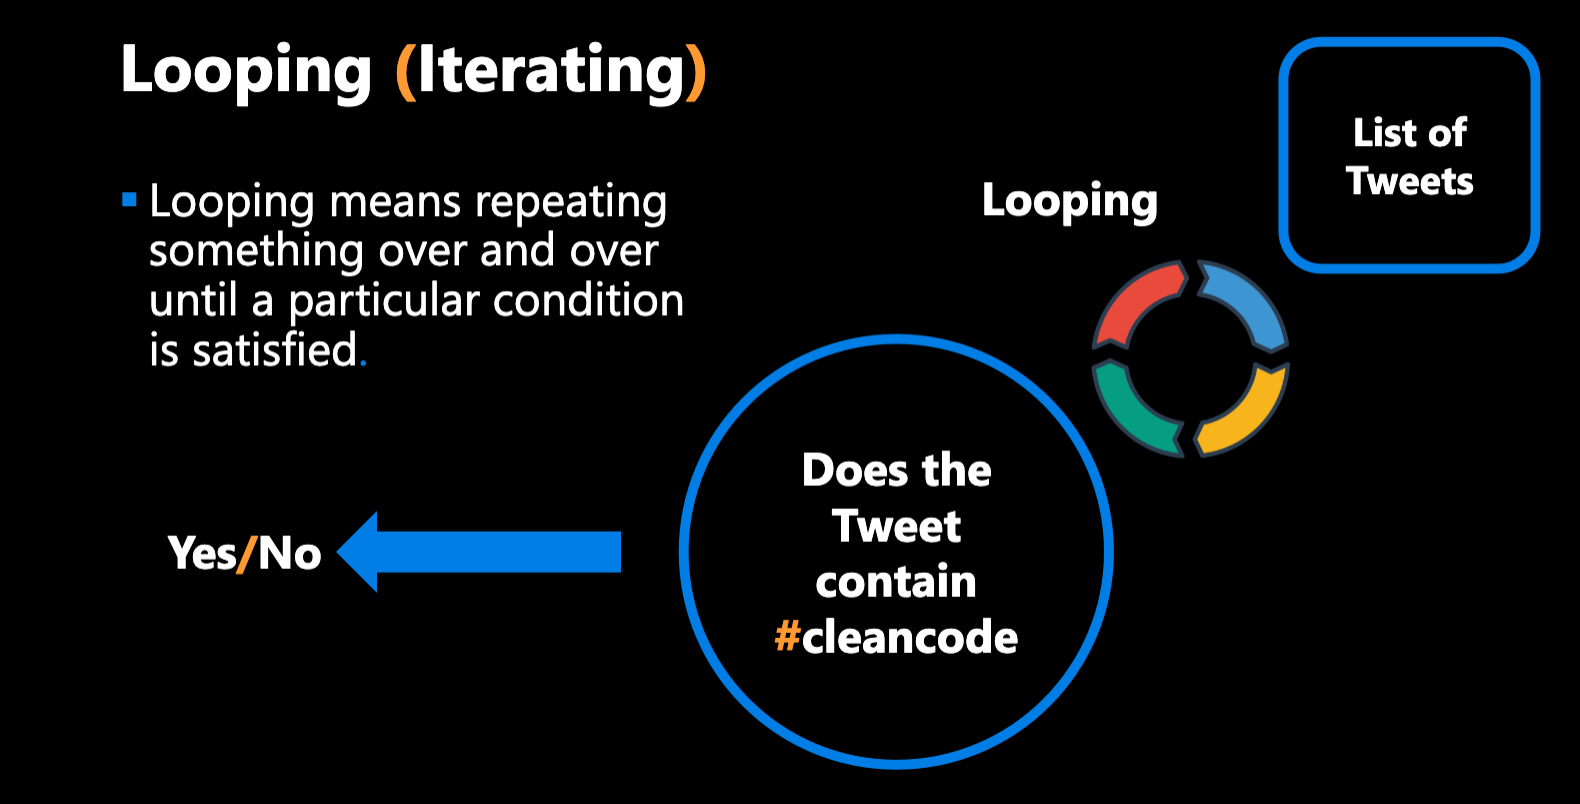 Looping (Iterating)
Looping means repeating
something over and over
until a particular condition
is satisfied.
List of
Tweets
Looping
Does the
Tweet
contain
#cleancode
Yes/No